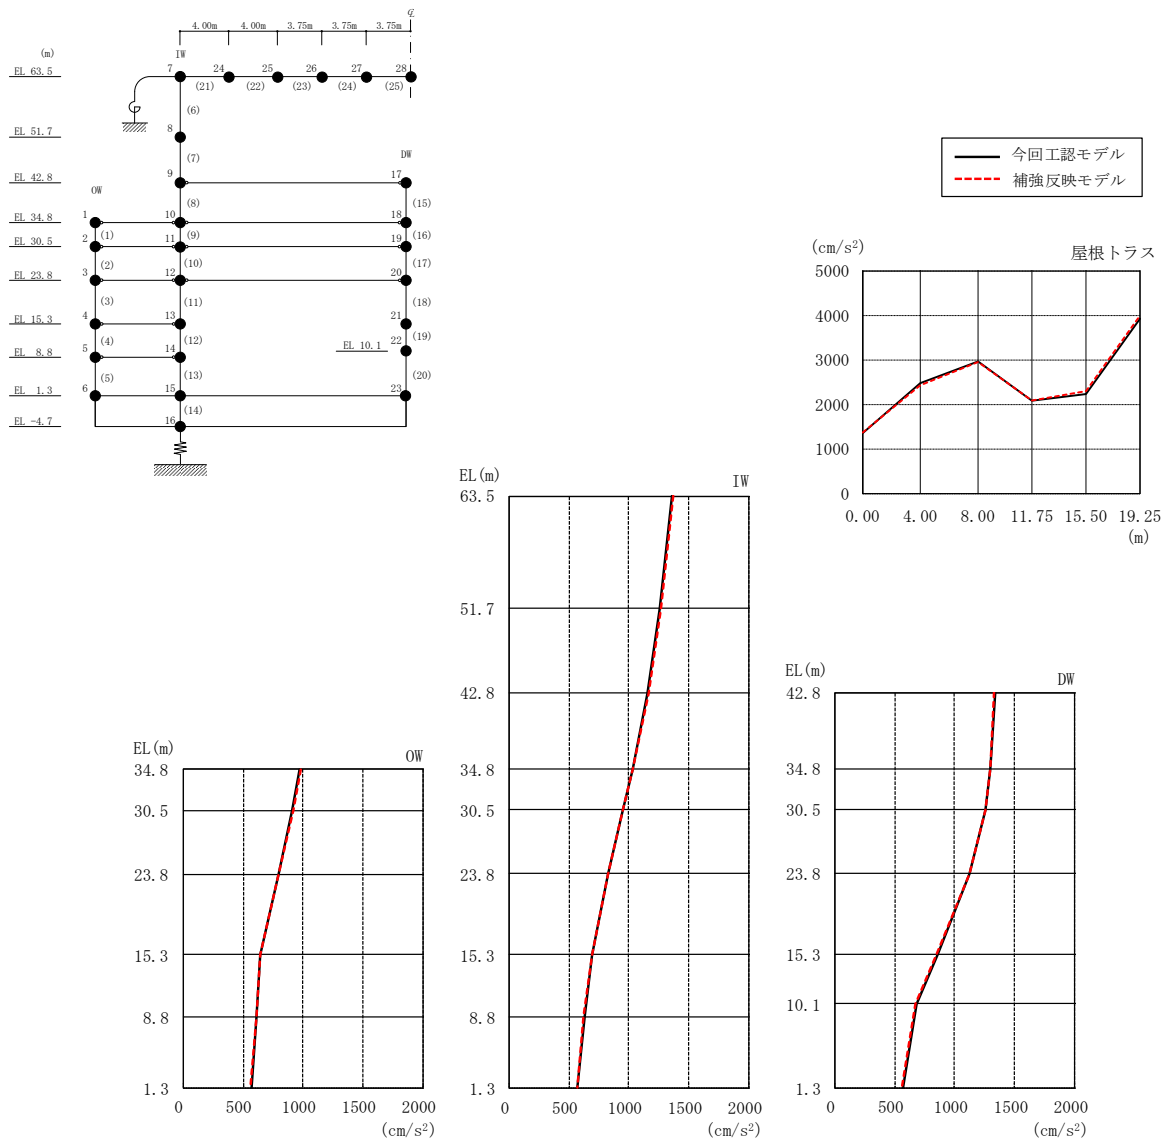 ℄
4.00m 4.00m 3.75m 3.75m 3.75m
(m) IW
EL 63.5 7 24 25 26 27 28
(21) (22) (23) (24) (25)
(6)
EL 51.7 8
(7) DW
EL 42.8 9 17
OW (8) (15)
EL 34.8 1 10 18
(1) (9) (16)
EL 30.5 2 11 19
(2) (10) (17)
EL 23.8 3 12 20
(3) (11) (18)
EL 15.3 4 13 21
(4) (12) (19)
EL 10.1 22
EL 8.8 5 14
(5) (13) (20)
EL 1.3 6 15 23
(14)
EL -4.7 16
今回工認モデル
補強反映モデル
(cm/s²) 屋根トラス
5000
4000
3000
2000
1000
0
0.00 4.00 8.00 11.75 15.50 19.25
(m)
EL(m) OW
34.8
30.5
23.8
15.3
8.8
1.3
0 500 1000 1500 2000
(cm/s²)
EL(m) IW
63.5
51.7
42.8
34.8
30.5
23.8
15.3
8.8
1.3
0 500 1000 1500 2000
(cm/s²)
EL(m) DW
42.8
34.8
30.5
23.8
15.3
10.1
1.3
0 500 1000 1500 2000
(cm/s²)